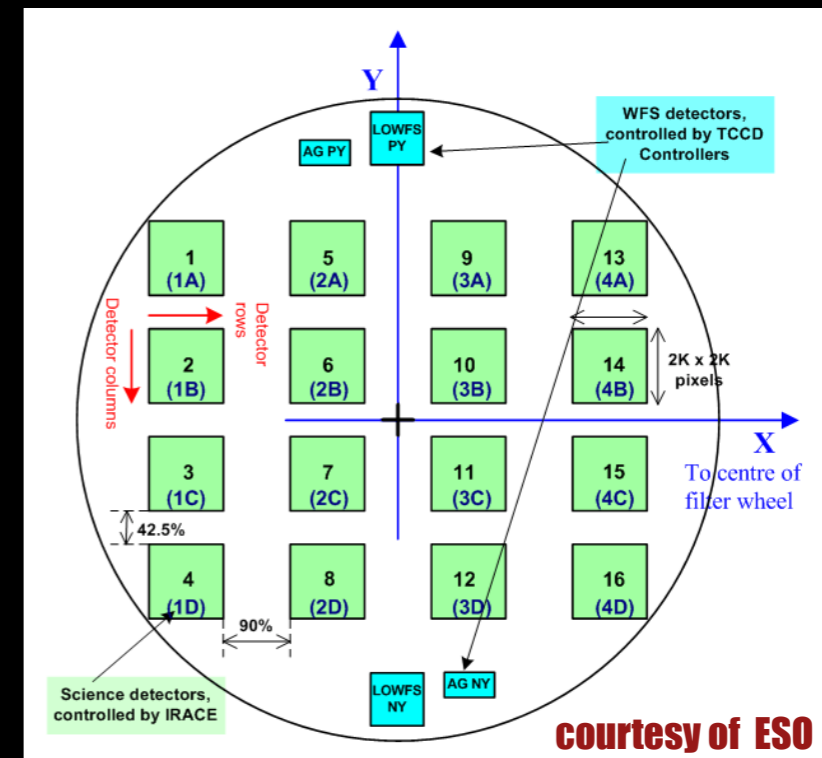 Y
LOWFS
PY
AG PY
WFS detectors,
controlled by TCCD
Controllers
1
(1A)
5
(2A)
9
(3A)
13
(4A)
Detector columns
Detector
rows
2
(1B)
6
(2B)
10
(3B)
14
(4B)
2K x 2K
pixels
X
To centre of
filter wheel
3
(1C)
7
(2C)
11
(3C)
15
(4C)
42.5%
4
(1D)
8
(2D)
12
(3D)
16
(4D)
90%
LOWFS
NY
AG NY
Science detectors,
controlled by IRACE
courtesy of ESO